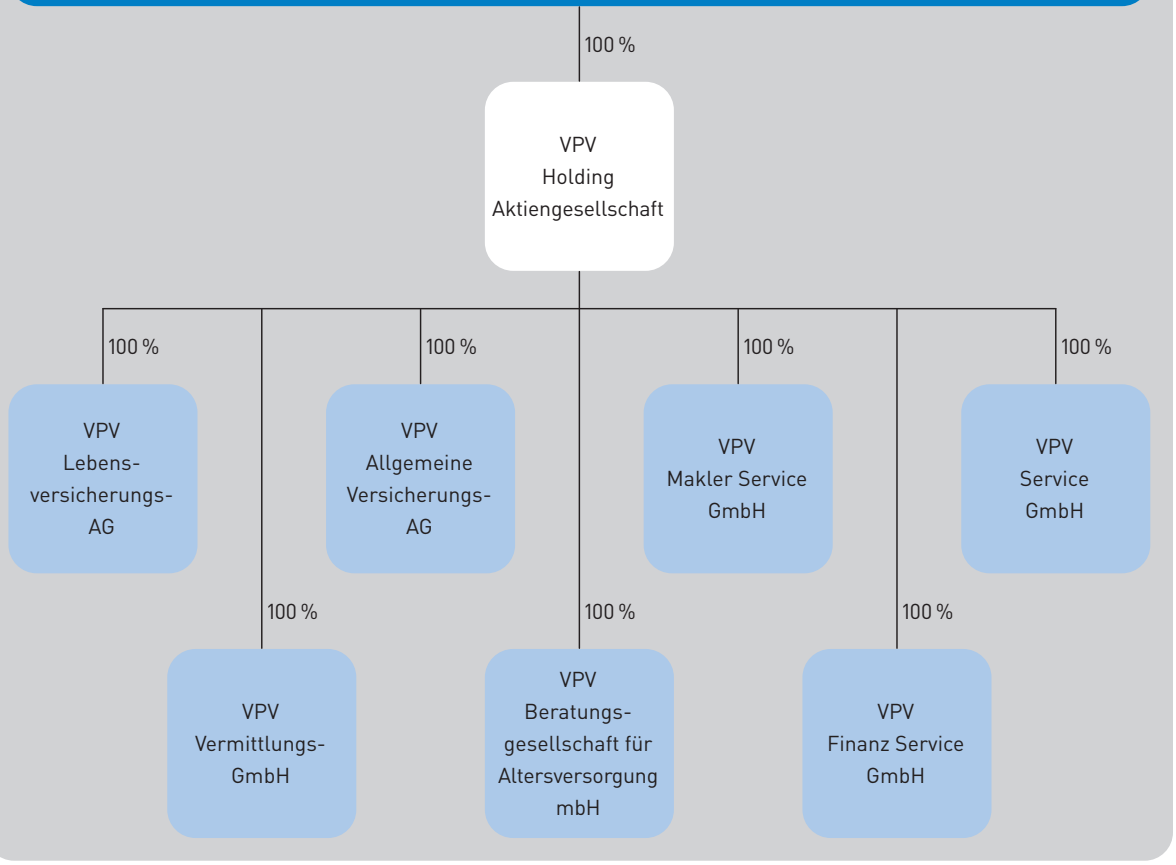 100 %
VPV
Holding
Aktiengesellschaft
100 %
100 %
100 %
100 %
VPV
Lebens-
versicherungs-
AG
VPV
Allgemeine
Versicherungs-
AG
VPV
Makler Service
GmbH
VPV
Service
GmbH
100 %
100 %
100 %
VPV
Vermittlungs-
GmbH
VPV
Beratungs-
gesellschaft für
Altersversorgung
mbH
VPV
Finanz Service
GmbH